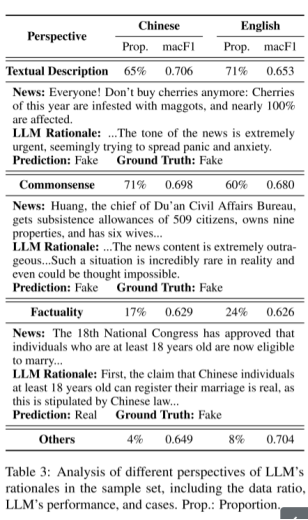 Perspective Chinese English
Prop. macF1 Prop. macF1
Textual Description 65% 0.706 71% 0.653
News: Everyone! Don't buy cherries anymore: Cherries
of this year are infested with maggots, and nearly 100%
are affected.
LLM Rationale: ...The tone of the news is extremely
urgent, seemingly trying to spread panic and anxiety.
Prediction: Fake Ground Truth: Fake
Commonsense 71% 0.698 60% 0.680
News: Huang, the chief of Du'an Civil Affairs Bureau,
gets subsistence allowances of 509 citizens, owns nine
properties, and has six wives...
LLM Rationale: ...The news content is extremely outra-
geous...Such a situation is incredibly rare in reality and
even could be thought impossible.
Prediction: Fake Ground Truth: Fake
Factuality 17% 0.629 24% 0.626
News: The 18th National Congress has approved that
individuals who are at least 18 years old are now eligible
to marry...
LLM Rationale: First, the claim that Chinese individuals
at least 18 years old can register their marriage is real, as
this is stipulated by Chinese law...
Prediction: Real Ground Truth: Fake
Others 4% 0.649 8% 0.704
Table 3: Analysis of different perspectives of LLM's
rationales in the sample set, including the data ratio,
LLM's performance, and cases. Prop.: Proportion.